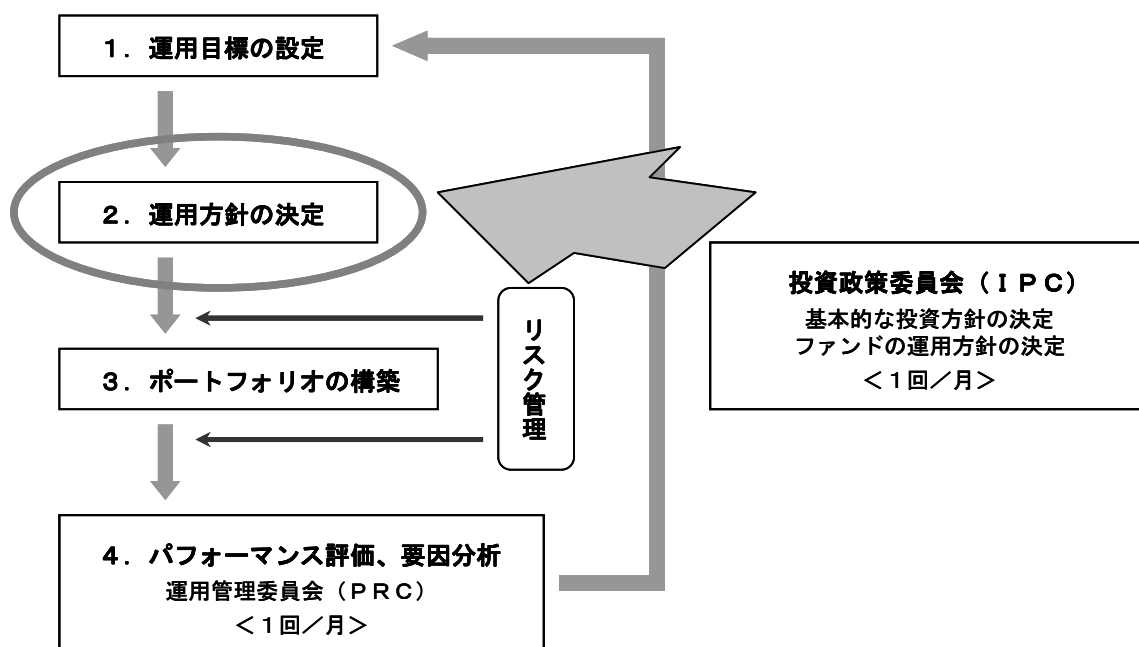 １．運用目標の設定
２．運用方針の決定
投資政策委員会（ＩＰＣ）
基本的な投資方針の決定
ファンドの運用方針の決定
＜１回／月＞
リスク管理
３．ポートフォリオの構築
４．パフォーマンス評価、要因分析
運用管理委員会（ＰＲＣ）
＜１回／月＞